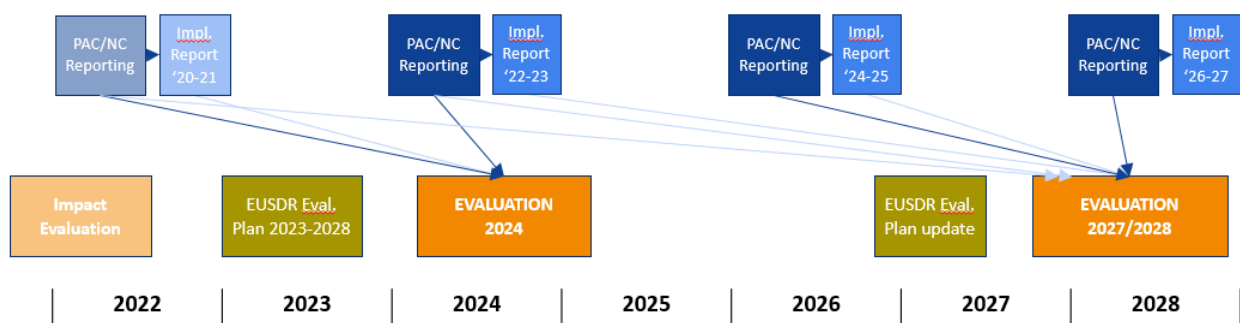 PAC/NC
Reporting
Impl.
Report
‘20-21
PAC/NC
Reporting
Impl.
Report
‘22-23
PAC/NC
Reporting
Impl.
Report
‘24-25
PAC/NC
Reporting
Impl.
Report
‘26-27
Impact
Evaluation
EUSDR Eval.
Plan 2023-2028
EVALUATION
2024
EUSDR Eval.
Plan update
EVALUATION
2027/2028
2022
2023
2024
2025
2026
2027
2028